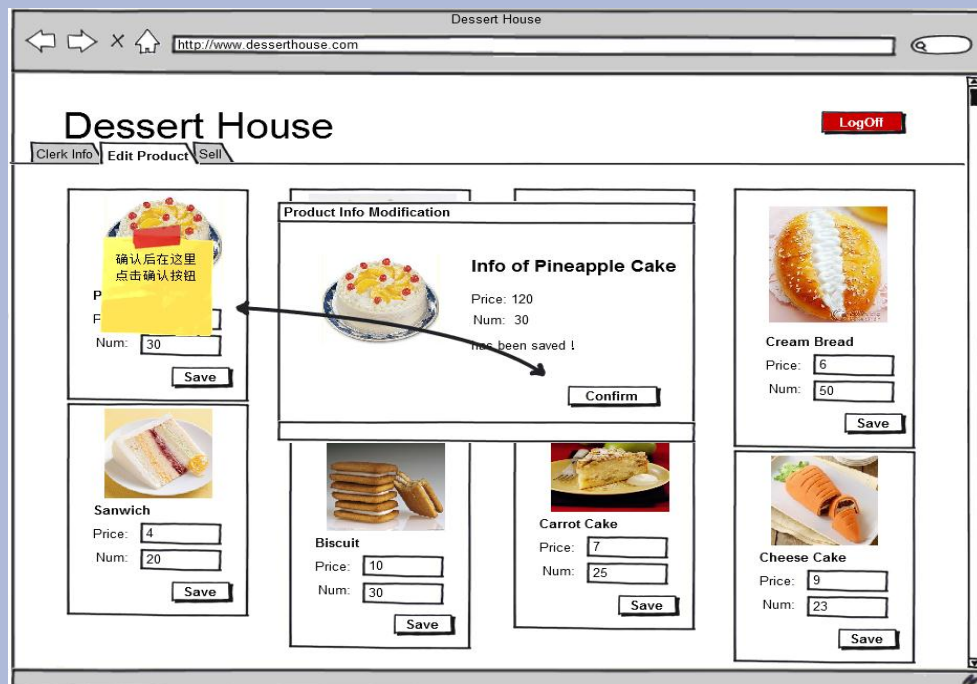 Dessert House
http://www.desserthouse.com
Dessert House
LogOff
Clerk Info
Edit Product
Sell
确认后在这里
点击确认按钮
P
F
Num: 30
Save
Product Info Modification
Info of Pineapple Cake
Price: 120
Num: 30
has been saved !
Confirm
Cream Bread
Price: 6
Num: 50
Save
Sanwich
Price: 4
Num: 20
Save
Biscuit
Price: 10
Num: 30
Save
Carrot Cake
Price: 7
Num: 25
Save
Cheese Cake
Price: 9
Num: 23
Save